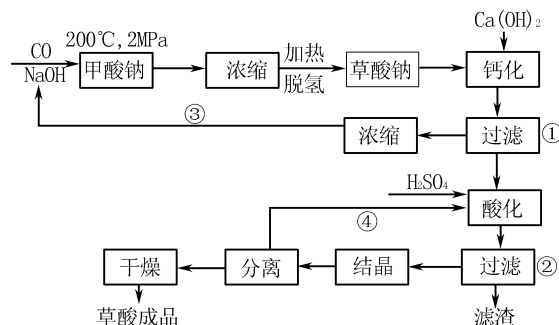 Ca(OH)₂
CO
NaOH
200℃,2MPa
甲酸钠
浓缩
加热
脱氢
草酸钠
钙化
③
浓缩
过滤
①
H₂SO₄
④
酸化
干燥
分离
结晶
过滤
②
草酸成品
滤渣